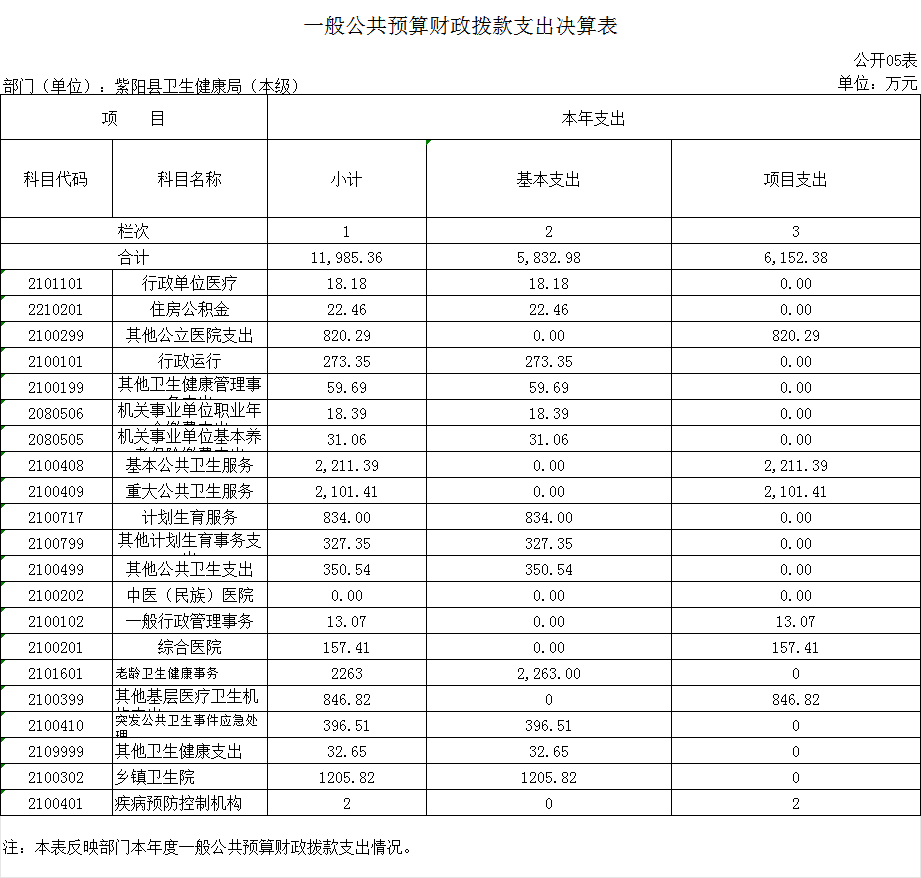 一般公共预算财政拨款支出决算表
公开05表
部门（单位）：紫阳县卫生健康局（本级） 单位：万元
项 目 本年支出
科目代码 科目名称 小计 基本支出 项目支出
栏次 1 2 3
合计 11,985.36 5,832.98 6,152.38
2101101 行政单位医疗 18.18 18.18 0.00
2210201 住房公积金 22.46 22.46 0.00
2100299 其他公立医院支出 820.29 0.00 820.29
2100101 行政运行 273.35 273.35 0.00
2100199 其他卫生健康管理事 59.69 59.69 0.00
2080506 机关事业单位职业年 18.39 18.39 0.00
2080505 机关事业单位基本养 31.06 31.06 0.00
2100408 基本公共卫生服务 2,211.39 0.00 2,211.39
2100409 重大公共卫生服务 2,101.41 0.00 2,101.41
2100717 计划生育服务 834.00 834.00 0.00
2100799 其他计划生育事务支 327.35 327.35 0.00
2100499 其他公共卫生支出 350.54 350.54 0.00
2100202 中医（民族）医院 0.00 0.00 0.00
2100102 一般行政管理事务 13.07 0.00 13.07
2100201 综合医院 157.41 0.00 157.41
2101601 老龄卫生健康事务 2263 2,263.00 0
2100399 其他基层医疗卫生机 846.82 0 846.82
2100410 突发公共卫生事件应急处理 396.51 396.51 0
2109999 其他卫生健康支出 32.65 32.65 0
2100302 乡镇卫生院 1205.82 1205.82 0
2100401 疾病预防控制机构 2 0 2
注：本表反映部门本年度一般公共预算财政拨款支出情况。